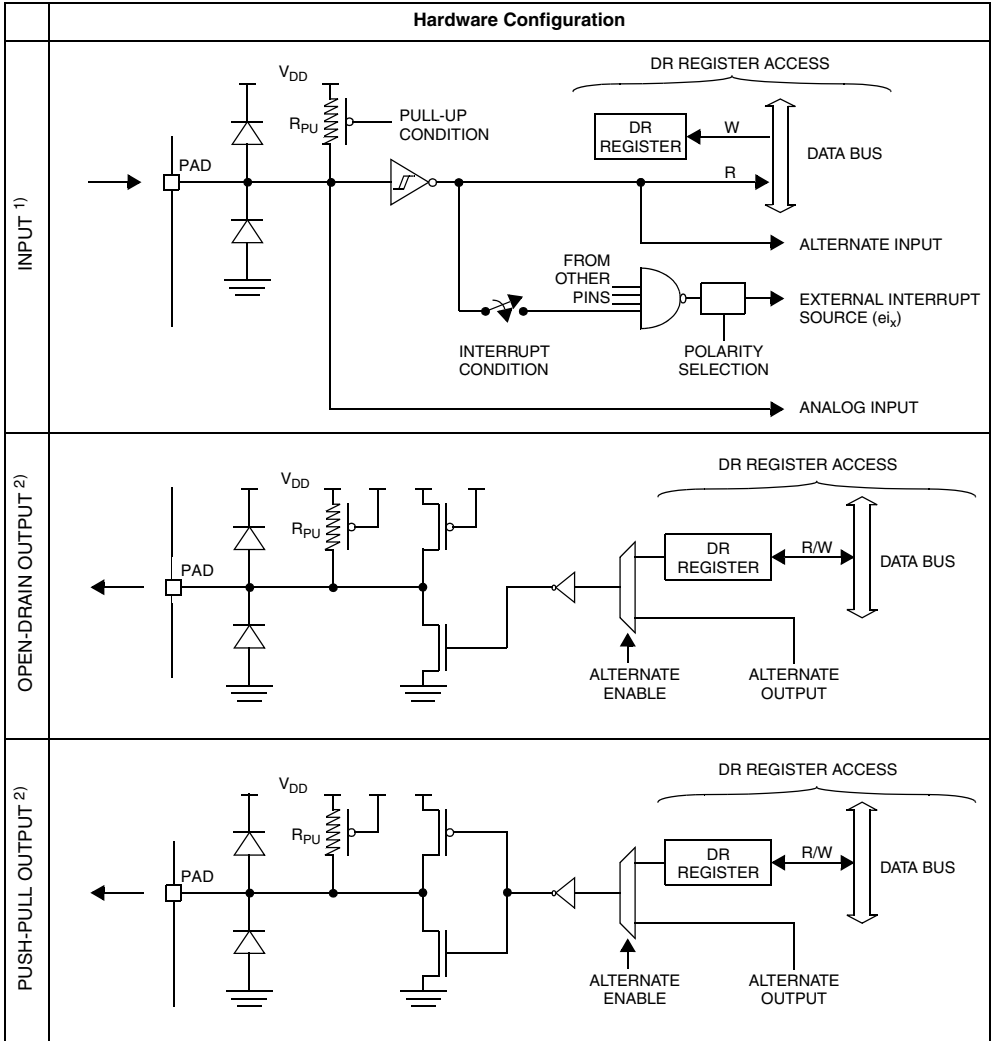 Hardware Configuration
INPUT 1)
DR REGISTER ACCESS
VDD
RPU
PULL-UP
CONDITION
DR
REGISTER
W
DATA BUS
PAD
R
ALTERNATE INPUT
FROM
OTHER
PINS
EXTERNAL INTERRUPT
SOURCE (eix)
INTERRUPT
CONDITION
POLARITY
SELECTION
ANALOG INPUT
OPEN-DRAIN OUTPUT 2)
DR REGISTER ACCESS
VDD
RPU
DR
REGISTER
R/W
DATA BUS
PAD
ALTERNATE
ENABLE
ALTERNATE
OUTPUT
PUSH-PULL OUTPUT 2)
DR REGISTER ACCESS
VDD
RPU
DR
REGISTER
R/W
DATA BUS
PAD
ALTERNATE
ENABLE
ALTERNATE
OUTPUT